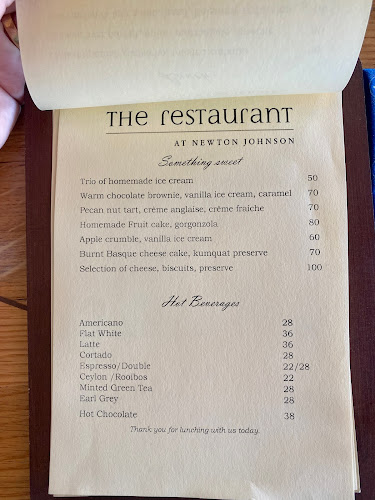 THE restaurant
AT NEWTON JOHNSON
Something sweet
Trio of homemade ice cream 50
Warm chocolate brownie, vanilla ice cream, caramel 70
Pecan nut tart, créme anglaise, créme fraiche 70
Homemade Fruit cake, gorgonzola 80
Apple crumble, vanilla ice cream 60
Burnt Basque cheese cake, kumquat preserve 70
Selection of cheese, biscuits, preserve 100
Hot Beverages
Americano 28
Flat White 36
Latte 36
Cortado 28
Espresso/Double 22/28
Ceylon /Rooibos 22
Minted Green Tea 28
Earl Grey 28
Hot Chocolate 38
Thank you for lunching with us today.